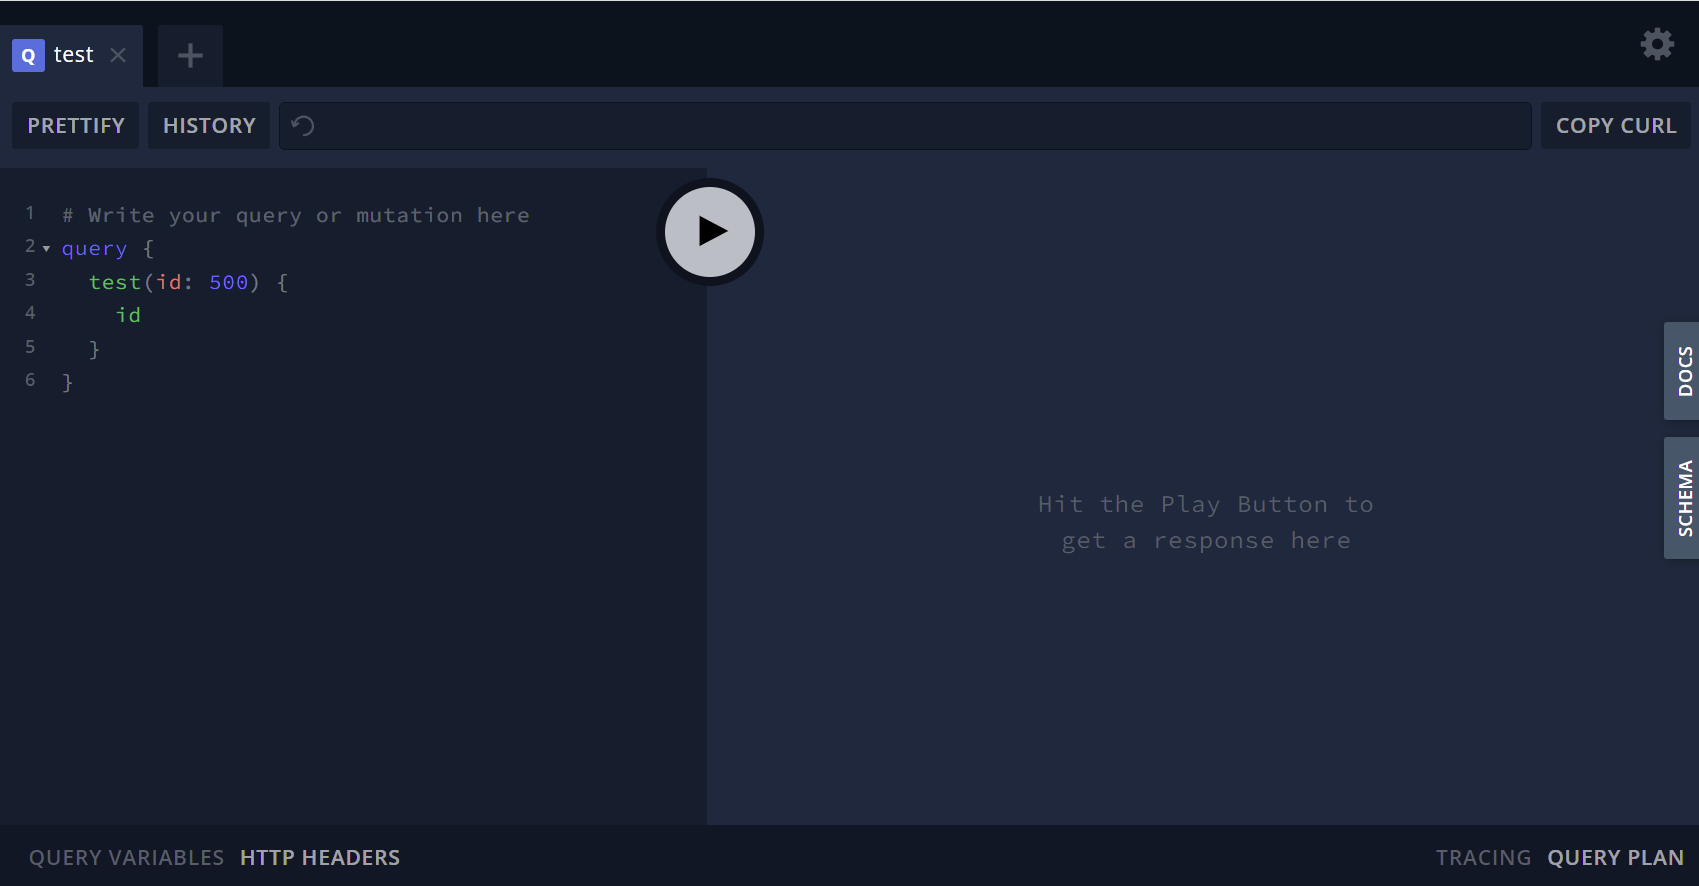 Q test
PRETTIFY HISTORY COPY CURL
1 # Write your query or mutation here
2 query {
3 test(id: 500) {
4 id
5 }
6 }
Hit the Play Button to
get a response here
DOCS
SCHEMA
QUERY VARIABLES HTTP HEADERS TRACING QUERY PLAN